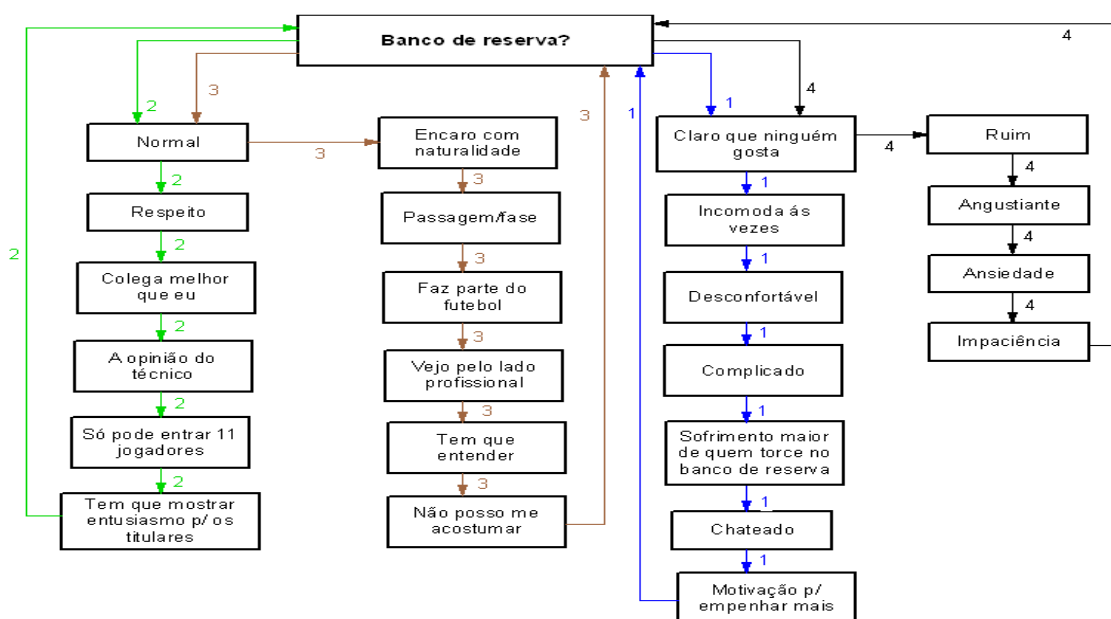 Banco de reserva?
4
2
3
1
4
3
1
Normal
3
Encaro com
naturalidade
Claro que ninguém
gosta
4
Ruim
2
3
1
4
Respeito
Passagem/fase
Incomoda ás
vezes
Angustiante
2
2
3
1
4
Colega melhor
que eu
Faz parte do
futebol
Desconfortável
Ansiedade
2
3
1
4
A opinião do
técnico
Vejo pelo lado
profissional
Complicado
Impaciência
2
3
1
Só pode entrar 11
jogadores
Tem que
entender
Sofrimento maior
de quem torce no
banco de reserva
2
3
1
Tem que mostrar
entusiasmo p/ os
titulares
Não posso me
acostumar
Chateado
1
Motivação p/
empenhar mais